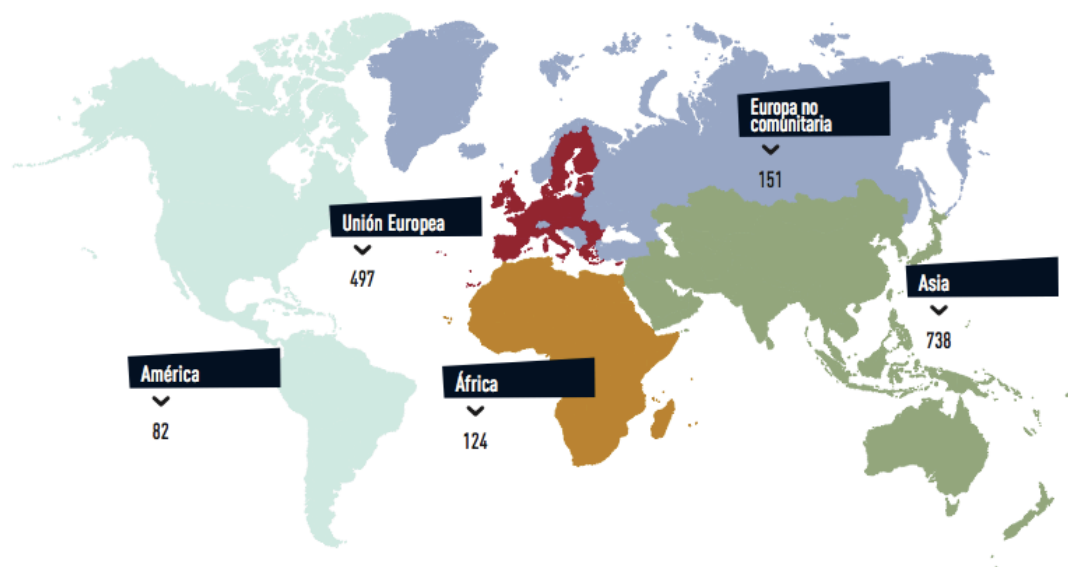 Europa no
comunitaria
151
Unión Europea
497
Asia
738
América
82
África
124